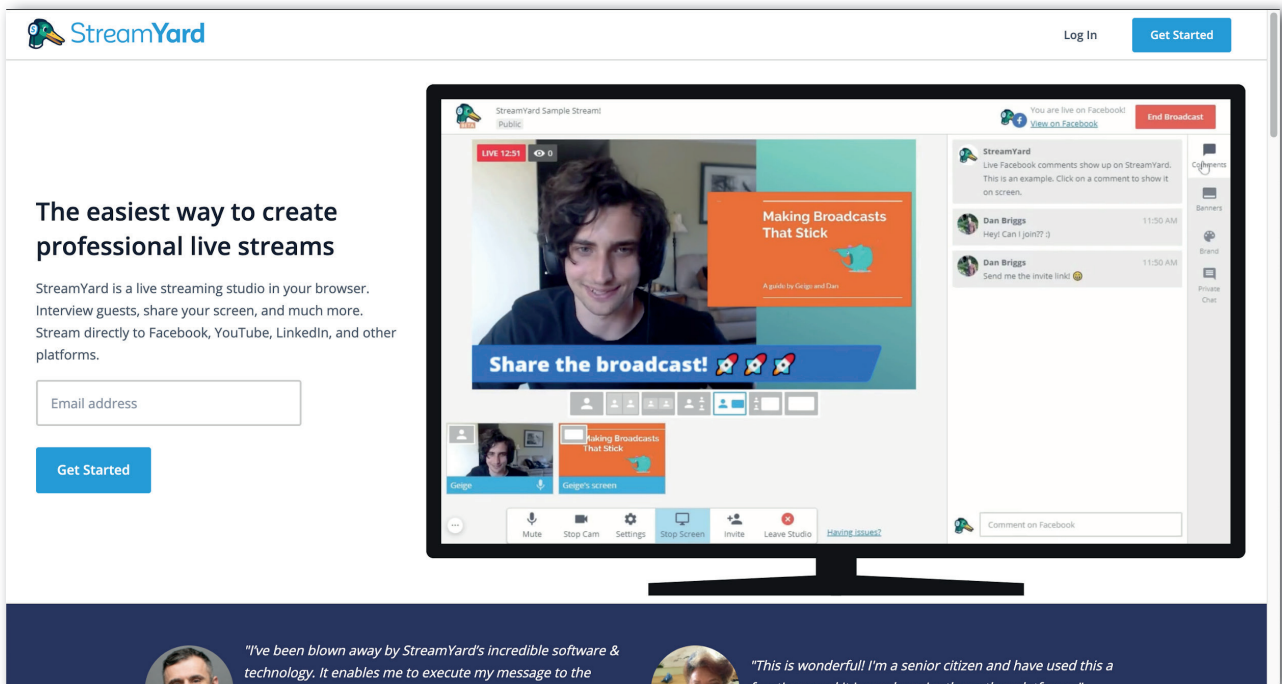 StreamYard
Log In
Get Started
The easiest way to create
professional live streams
StreamYard is a live streaming studio in your browser.
Interview guests, share your screen, and much more.
Stream directly to Facebook, YouTube, LinkedIn, and other
platforms.
Email address
Get Started
BETA
StreamYard Sample Stream!
Public
You are live on Facebook!
View on Facebook
End Broadcast
LIVE 12:51
0
Making Broadcasts
That Stick
A guide by Geige and Dan
Share the broadcast! 🚀 🚀 🚀
Geige
Making Broadcasts
That Stick
Geige's screen
Mute
Stop Cam
Settings
Stop Screen
Invite
Leave Studio
Having issues?
StreamYard
Live Facebook comments show up on StreamYard.
This is an example. Click on a comment to show it
on screen.
Dan Briggs 11:50 AM
Hey! Can I join?? :)
Dan Briggs 11:50 AM
Send me the invite link! 😀
Comment on Facebook
Comments
Banners
Brand
Private
Chat
"I've been blown away by StreamYard's incredible software &
technology. It enables me to execute my message to the
"This is wonderful! I'm a senior citizen and have used this a